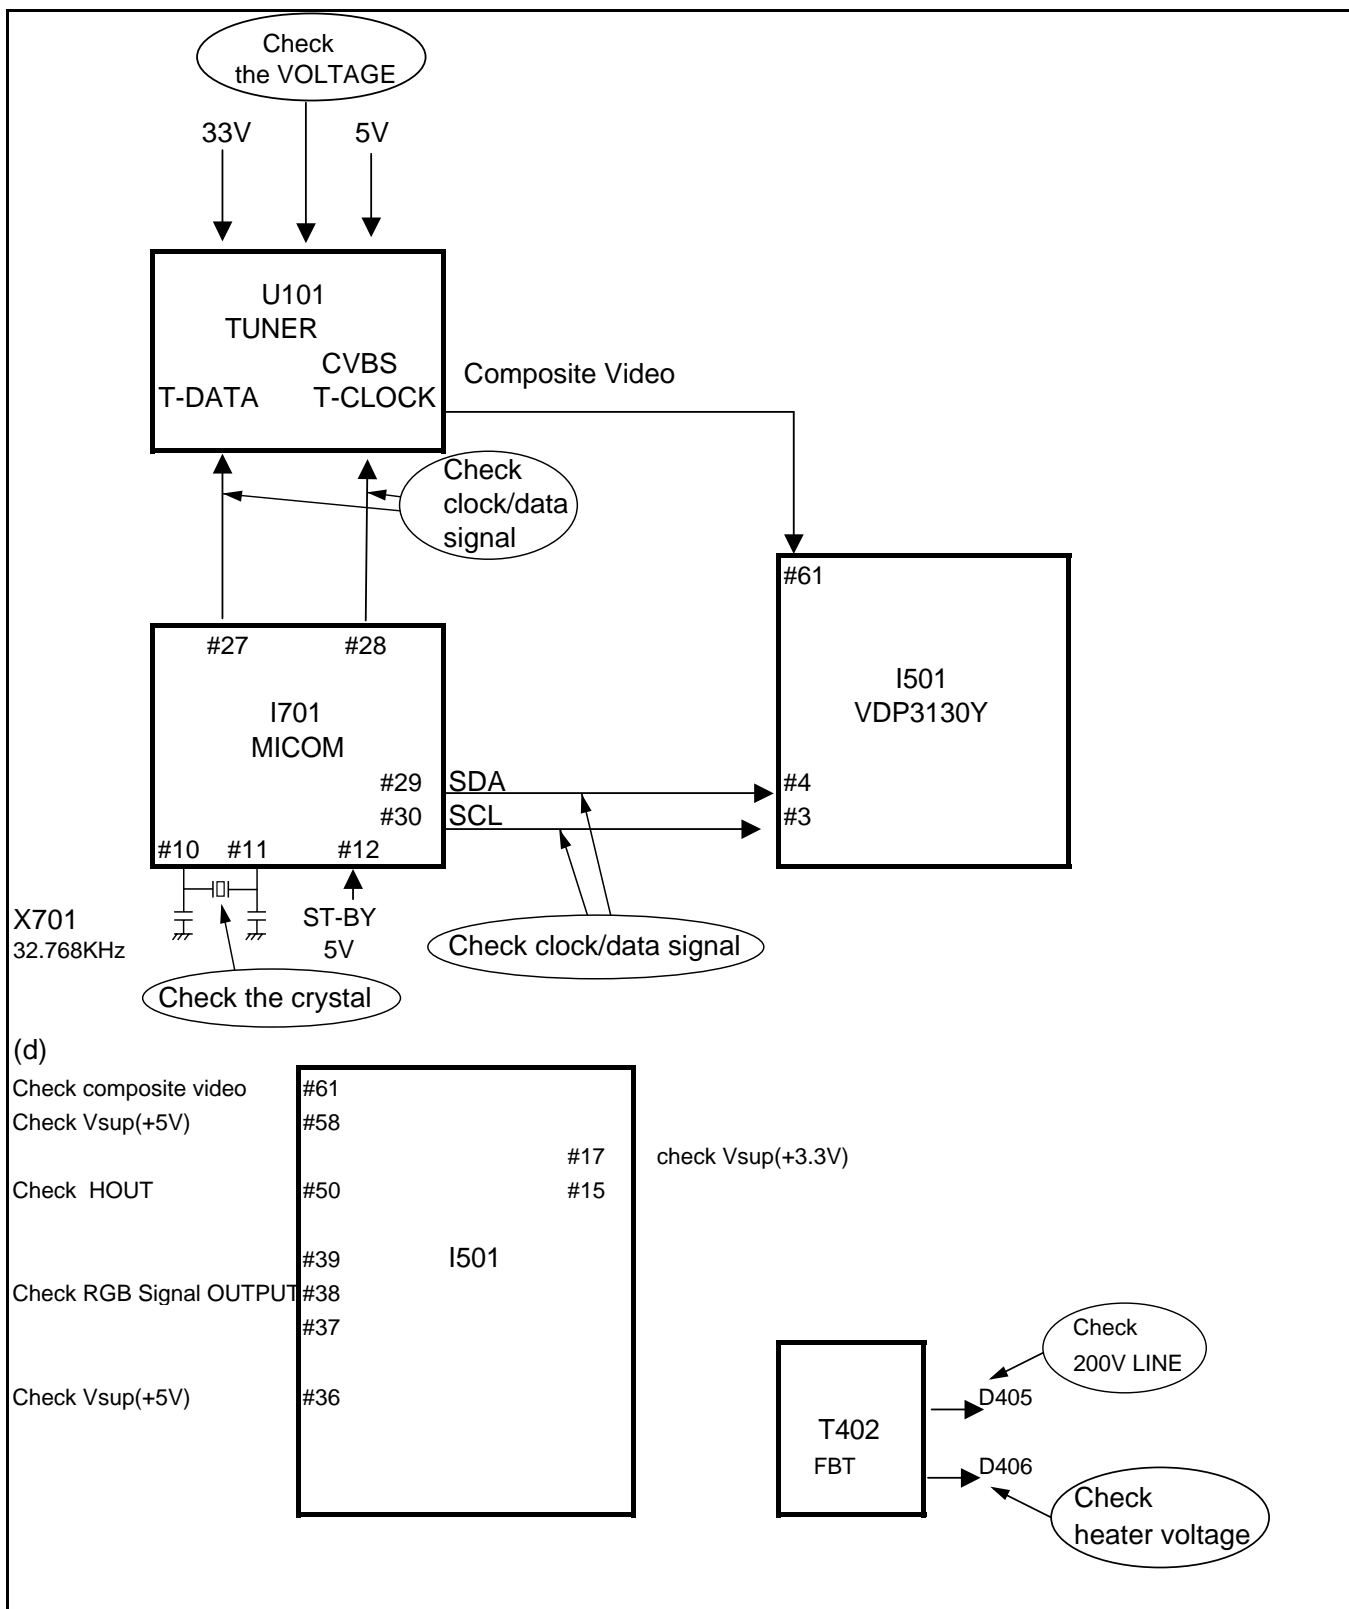 Check
the VOLTAGE
33V
5V
U101
TUNER
CVBS
T-DATA
T-CLOCK
Composite Video
Check
clock/data
signal
#61
#27
#28
I501
VDP3130Y
I701
MICOM
#29
SDA
#4
#30
SCL
#3
#10
#11
#12
X701
32.768KHz
ST-BY
5V
Check clock/data signal
Check the crystal
(d)
Check composite video
#61
Check Vsup(+5V)
#58
#17
check Vsup(+3.3V)
Check HOUT
#50
#15
#39
I501
Check RGB Signal OUTPUT
#38
#37
Check
200V LINE
Check Vsup(+5V)
#36
D405
T402
FBT
D406
Check
heater voltage